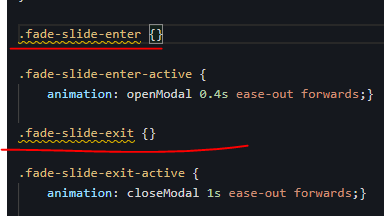 .fade-slide-enter {}
.fade-slide-enter-active {
animation: openModal 0.4s ease-out forwards;}
.fade-slide-exit {}
.fade-slide-exit-active {
animation: closeModal 1s ease-out forwards;}